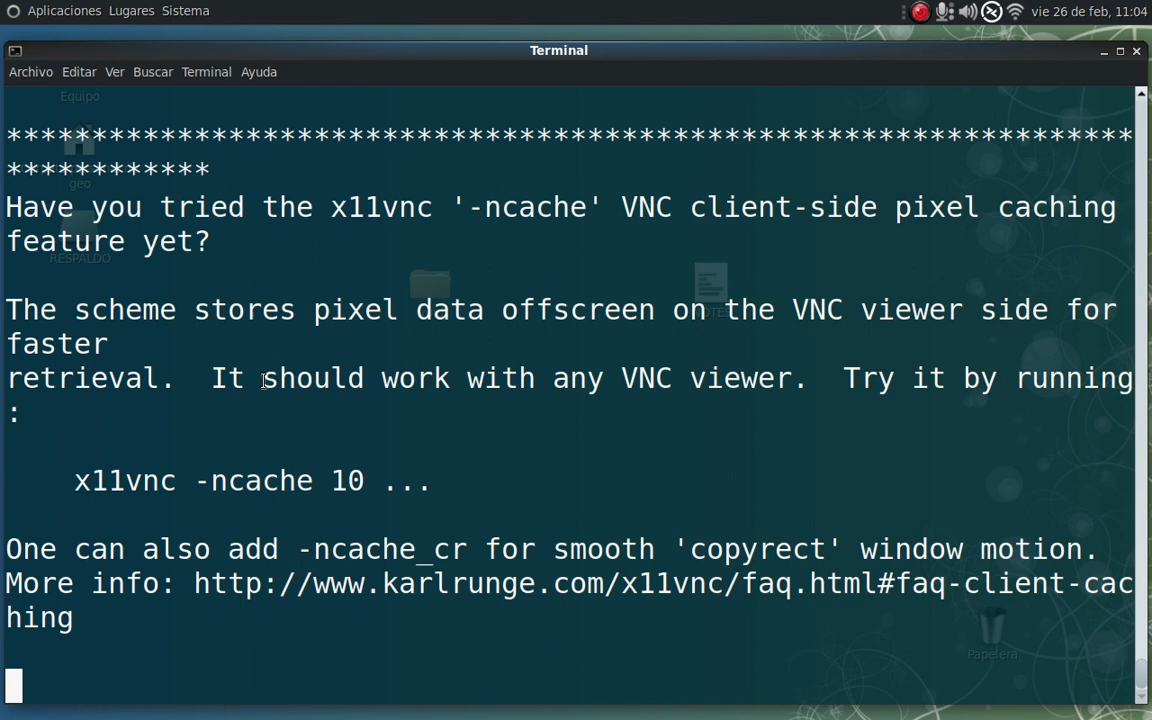 Aplicaciones Lugares Sistema
vie 26 de feb, 11:04
Terminal
Archivo Editar Ver Buscar Terminal Ayuda
Equipo
******************************************************************
************
geo
Have you tried the x11vnc '-ncache' VNC client-side pixel caching
feature yet?
RESPALDO
The scheme stores pixel data offscreen on the VNC viewer side for
faster
retrieval.  It should work with any VNC viewer.  Try it by running
:
x11vnc -ncache 10 ...
One can also add -ncache_cr for smooth 'copyrect' window motion.
More info: http://www.karlrunge.com/x11vnc/faq.html#faq-client-cac
hing
Papelera